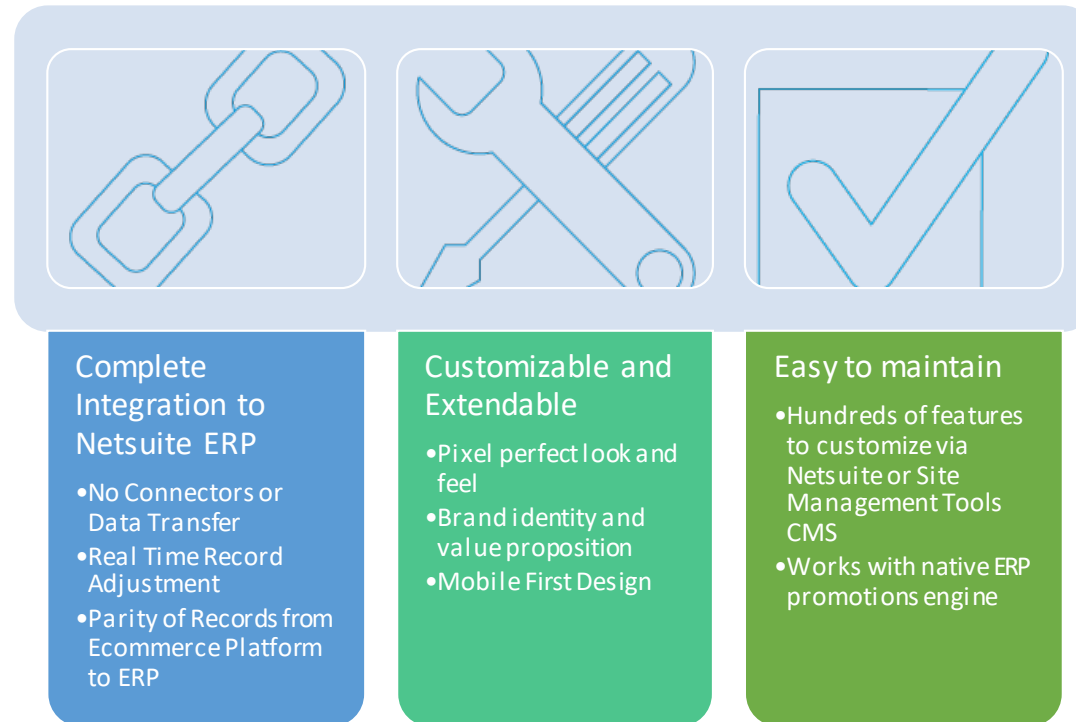 Complete
Integration to
Netsuite ERP
•No Connectors or
Data Transfer
•Real Time Record
Adjustment
•Parity of Records from
Ecommerce Platform
to ERP
Customizable and
Extendable
•Pixel perfect look and
feel
•Brand identity and
value proposition
•Mobile First Design
Easy to maintain
•Hundreds of features
to customize via
Netsuite or Site
Management Tools
CMS
•Works with native ERP
promotions engine